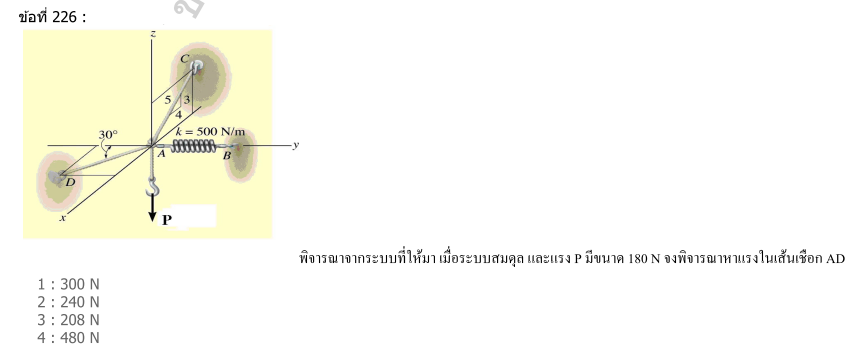 ข้อที่ 226 :
z
C
5
3
4
30°
k = 500 N/m
y
A
B
D
x
P
พิจารณาจากระบบที่ให้มา เมื่อระบบสมดุล และแรง P มีขนาด 180 N จงพิจารณาหาแรงในเส้นเชือก AD
1 : 300 N
2 : 240 N
3 : 208 N
4 : 480 N